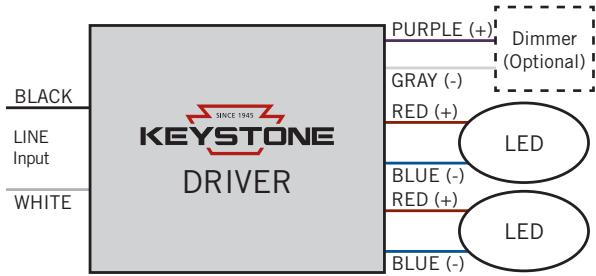 PURPLE (+)
Dimmer
(Optional)
GRAY (-)
BLACK
LINE
Input
WHITE
SINCE 1945
KEYSTONE
DRIVER
RED (+)
LED
BLUE (-)
RED (+)
LED
BLUE (-)